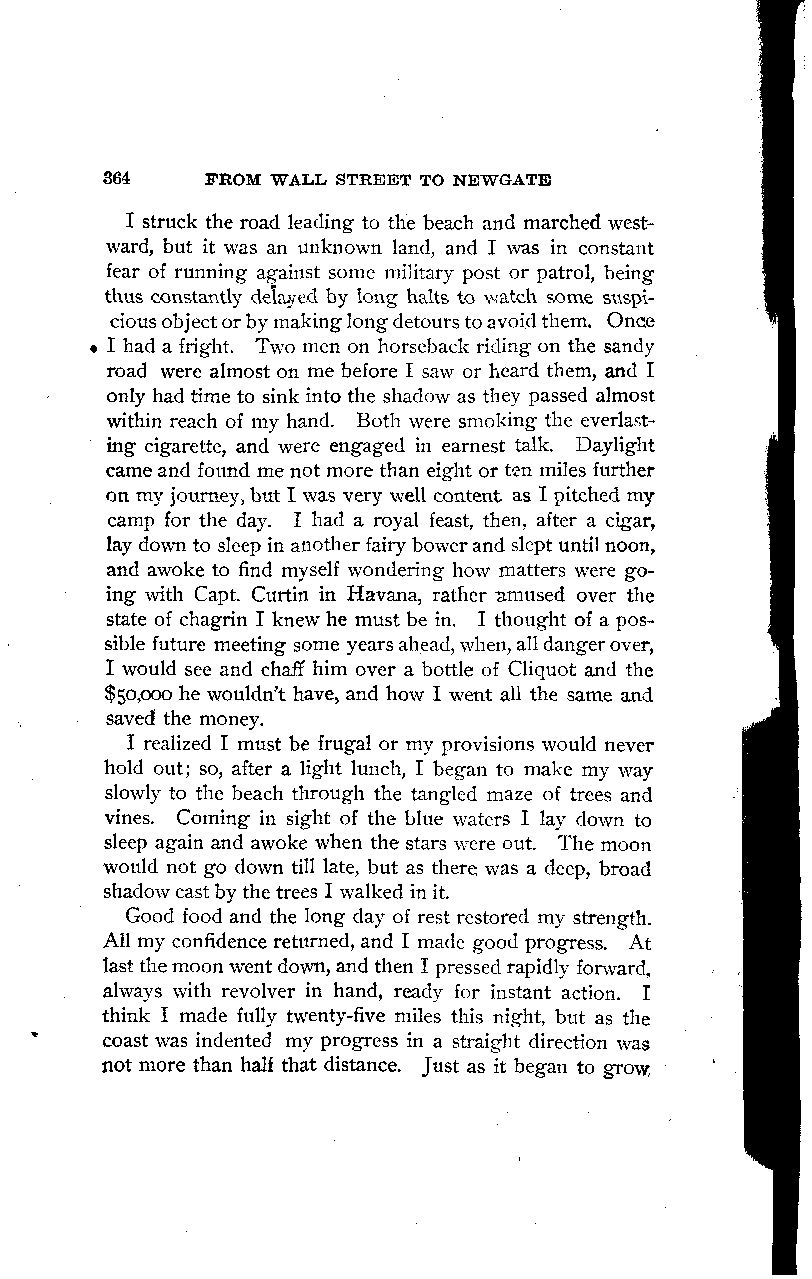 364 FROM WALL STREET TO NEWGATE
I struck the road leading to the beach and marched west-
ward, but it was an unknown land, and I was in constant
fear of running against some military post or patrol, being
thus constantly delayed by long halts to watch some suspi-
cious object or by making long detours to avoid them. Once
I had a fright. Two men on horseback riding on the sandy
road were almost on me before I saw or heard them, and I
only had time to sink into the shadow as they passed almost
within reach of my hand. Both were smoking the everlast-
ing cigarette, and were engaged in earnest talk. Daylight
came and found me not more than eight or ten miles further
on my journey, but I was very well content as I pitched my
camp for the day. I had a royal feast, then, after a cigar,
lay down to sleep in another fairy bower and slept until noon,
and awoke to find myself wondering how matters were go-
ing with Capt. Curtin in Havana, rather amused over the
state of chagrin I knew he must be in. I thought of a pos-
sible future meeting some years ahead, when, all danger over,
I would see and chaff him over a bottle of Cliquot and the
$50,000 he wouldn't have, and how I went all the same and
saved the money.
I realized I must be frugal or my provisions would never
hold out; so, after a light lunch, I began to make my way
slowly to the beach through the tangled maze of trees and
vines. Coming in sight of the blue waters I lay down to
sleep again and awoke when the stars were out. The moon
would not go down till late, but as there was a deep, broad
shadow cast by the trees I walked in it.
Good food and the long day of rest restored my strength.
All my confidence returned, and I made good progress. At
last the moon went down, and then I pressed rapidly forward,
always with revolver in hand, ready for instant action. I
think I made fully twenty-five miles this night, but as the
coast was indented my progress in a straight direction was
not more than half that distance. Just as it began to grow